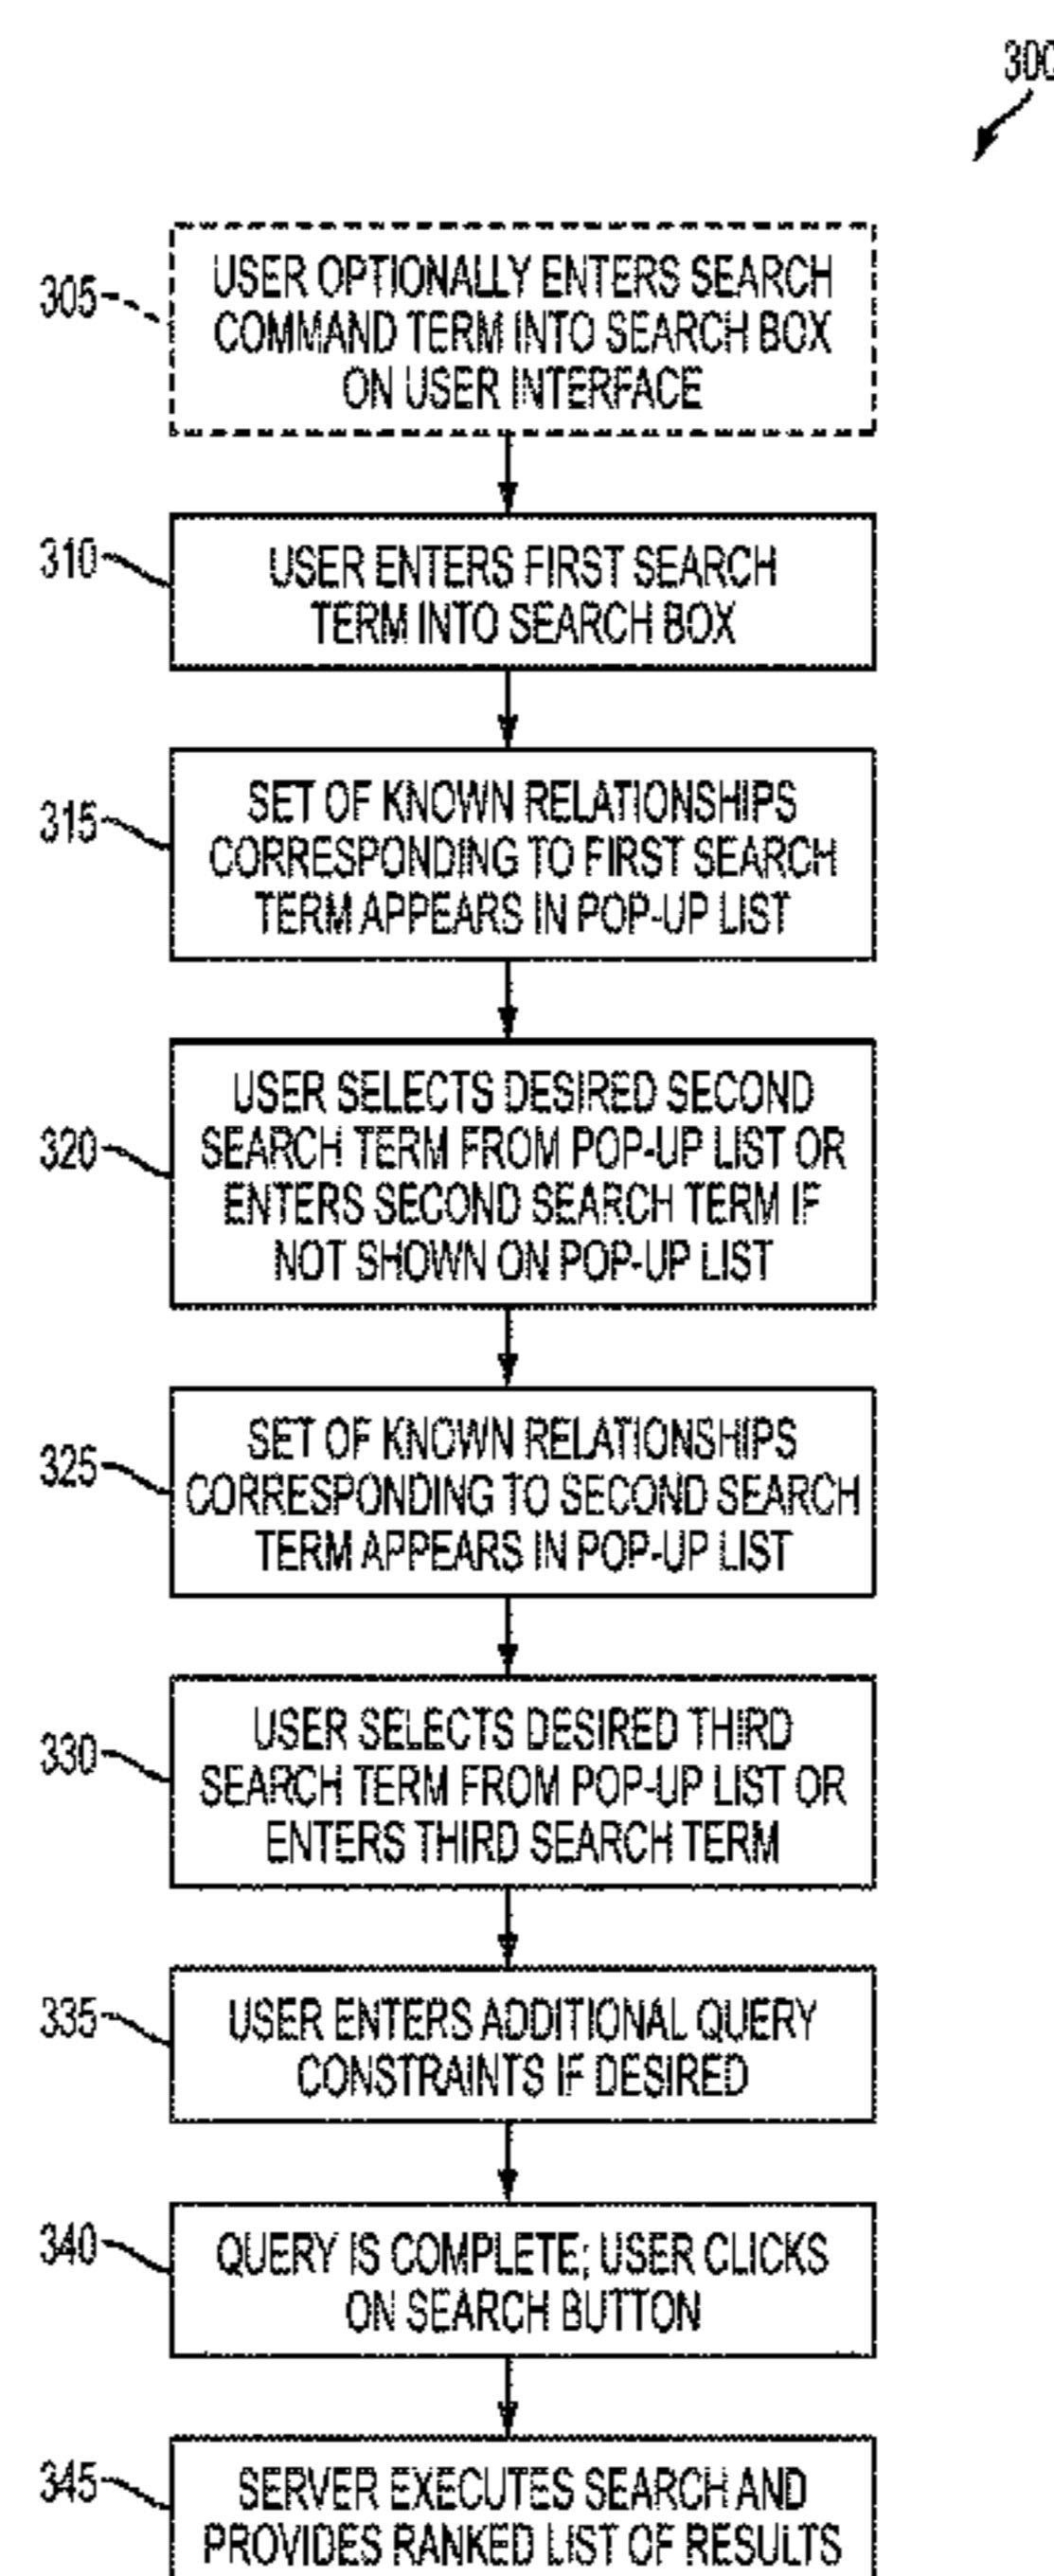 300
305
USER OPTIONALLY ENTERS SEARCH
COMMAND TERM INTO SEARCH BOX
ON USER INTERFACE
310
USER ENTERS FIRST SEARCH
TERM INTO SEARCH BOX
315
SET OF KNOWN RELATIONSHIPS
CORRESPONDING TO FIRST SEARCH
TERM APPEARS IN POP-UP LIST
320
USER SELECTS DESIRED SECOND
SEARCH TERM FROM POP-UP LIST OR
ENTERS SECOND SEARCH TERM IF
NOT SHOWN ON POP-UP LIST
325
SET OF KNOWN RELATIONSHIPS
CORRESPONDING TO SECOND SEARCH
TERM APPEARS IN POP-UP LIST
330
USER SELECTS DESIRED THIRD
SEARCH TERM FROM POP-UP LIST OR
ENTERS THIRD SEARCH TERM
335
USER ENTERS ADDITIONAL QUERY
CONSTRAINTS IF DESIRED
340
QUERY IS COMPLETE; USER CLICKS
ON SEARCH BUTTON
345
SERVER EXECUTES SEARCH AND
PROVIDES RANKED LIST OF RESULTS